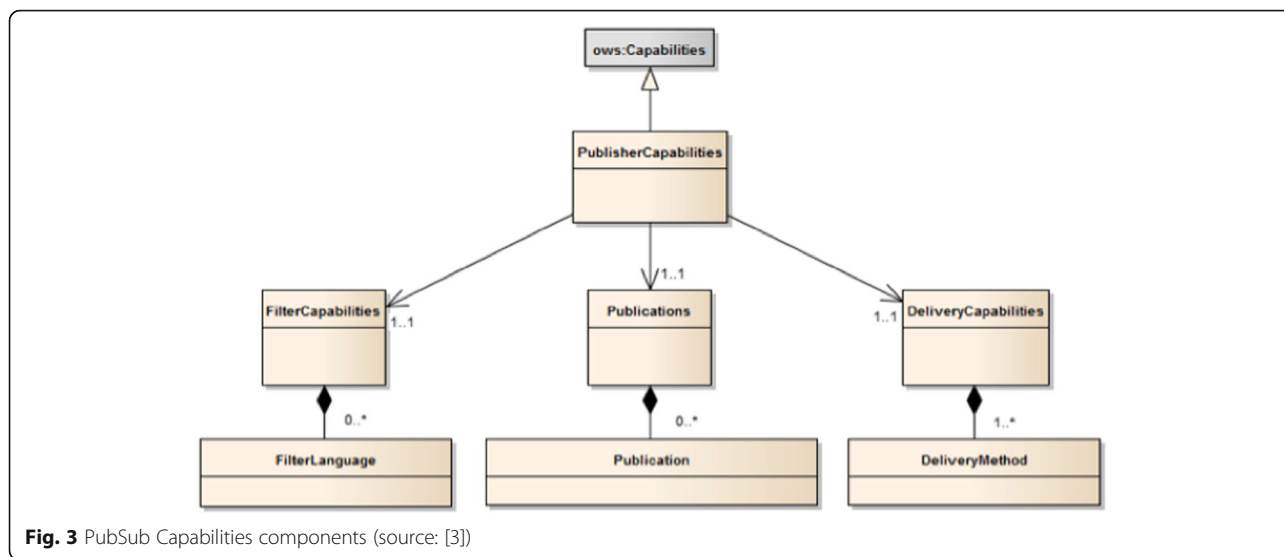 ows:Capabilities
PublisherCapabilities
1..1
FilterCapabilities
1..1
Publications
1..1
DeliveryCapabilities
0..*
0..*
1..*
FilterLanguage
Publication
DeliveryMethod
Fig. 3 PubSub Capabilities components (source: [3])